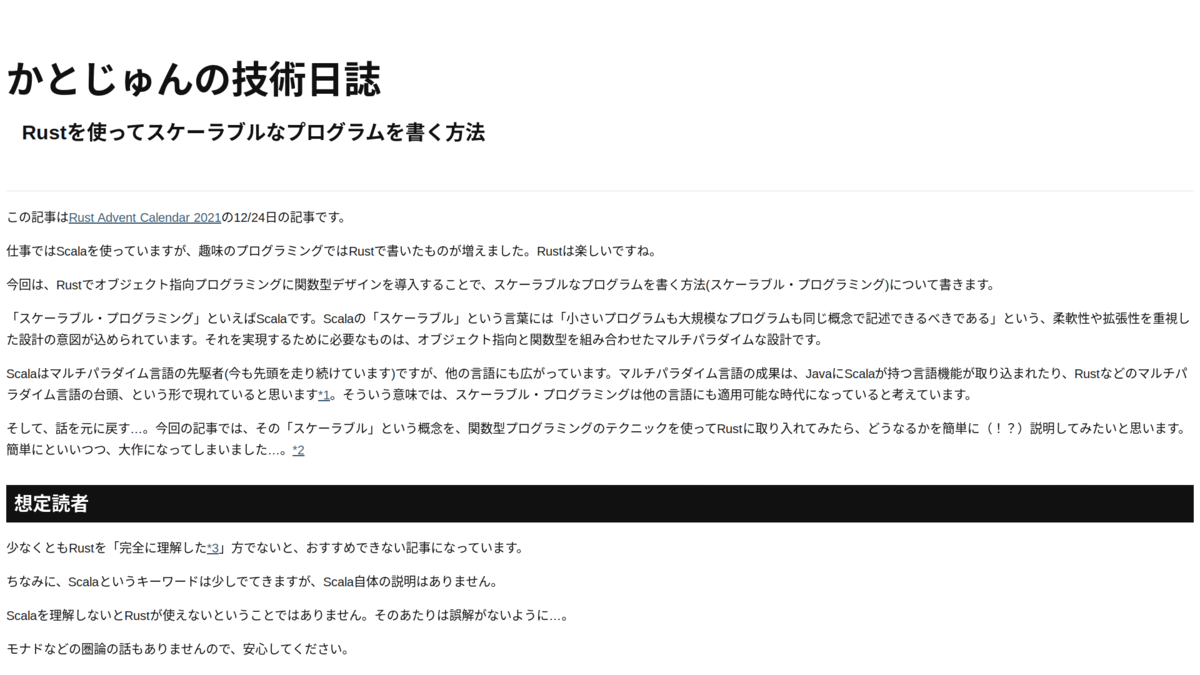 かとじゅんの技術日誌
Rustを使ってスケーラブルなプログラムを書く方法
この記事はRust Advent Calendar 2021の12/24日の記事です。
仕事ではScalaを使っていますが、趣味のプログラミングではRustで書いたものが増えました。Rustは楽しいですね。
今回は、Rustでオブジェクト指向プログラミングに関数型デザインを導入することで、スケーラブルなプログラムを書く方法(スケーラブル・プログラミング)について書きます。
「スケーラブル・プログラミング」といえばScalaです。Scalaの「スケーラブル」という言葉には「小さいプログラムも大規模なプログラムも同じ概念で記述できるべきである」という、柔軟性や拡張性を重視し
た設計の意図が込められています。それを実現するために必要なものは、オブジェクト指向と関数型を組み合わせたマルチパラダイムな設計です。
Scalaはマルチパラダイム言語の先駆者(今も先頭を走り続けています)ですが、他の言語にも広がっています。マルチパラダイム言語の成果は、JavaにScalaが持つ言語機能が取り込まれたり、Rustなどのマルチパ
ラダイム言語の台頭、という形で現れていると思います*1。そういう意味では、スケーラブル・プログラミングは他の言語にも適用可能な時代になっていると考えています。
そして、話を元に戻す…。今回の記事では、その「スケーラブル」という概念を、関数型プログラミングのテクニックを使ってRustに取り入れてみたら、どうなるかを簡単に（！？）説明してみたいと思います。
簡単にといいつつ、大作になってしまいました…。*2
想定読者
少なくともRustを「完全に理解した*3」方でないと、おすすめできない記事になっています。
ちなみに、Scalaというキーワードは少しでてきますが、Scala自体の説明はありません。
Scalaを理解しないとRustが使えないということではありません。そのあたりは誤解がないように…。
モナドなどの圏論の話もありませんので、安心してください。